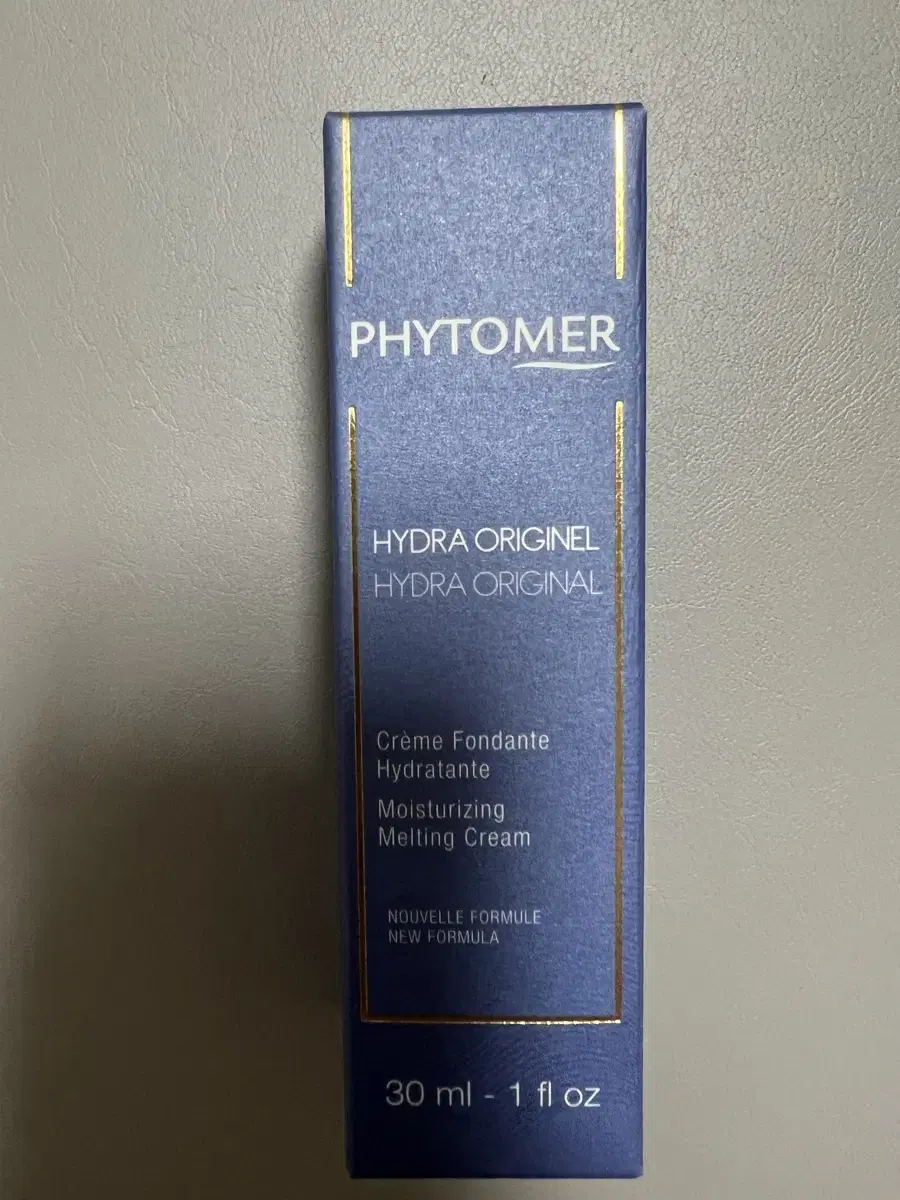 PHYTOMER
HYDRA ORIGINEL
HYDRA ORIGINAL
Crème Fondante
Hydratante
Moisturizing
Melting Cream
NOUVELLE FORMULE
NEW FORMULA
30 ml - 1 fl oz